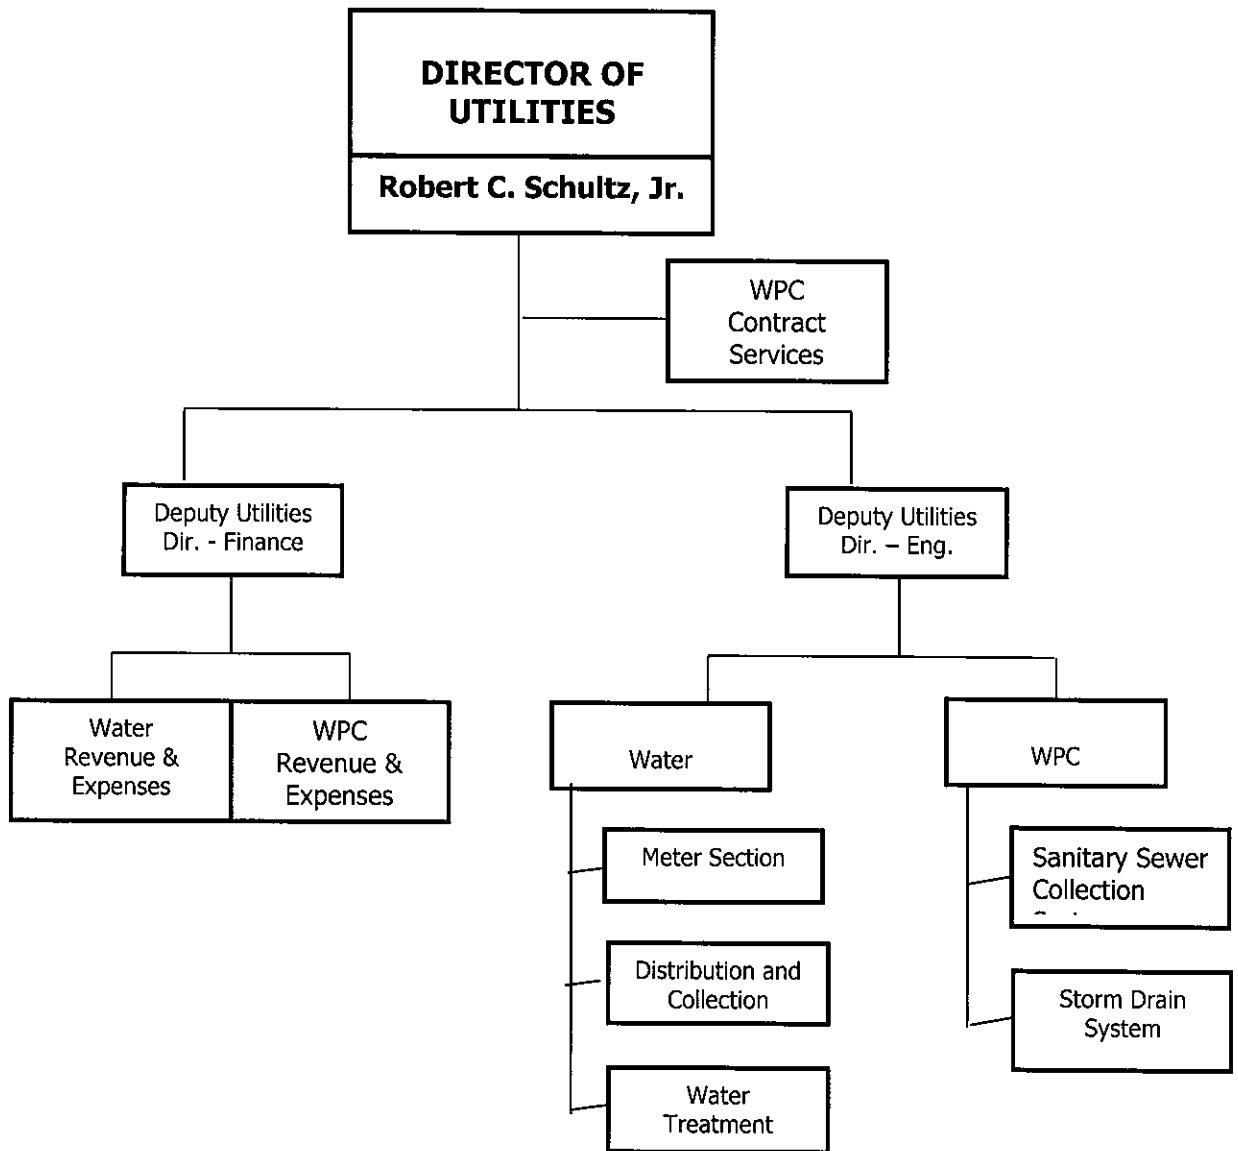 DIRECTOR OF
UTILITIES
Robert C. Schultz, Jr.
WPC
Contract
Services
Deputy Utilities
Dir. - Finance
Deputy Utilities
Dir. – Eng.
Water
Revenue &
Expenses
WPC
Revenue &
Expenses
Water
WPC
Meter Section
Distribution and
Collection
Water
Treatment
Sanitary Sewer
Collection
Storm Drain
System